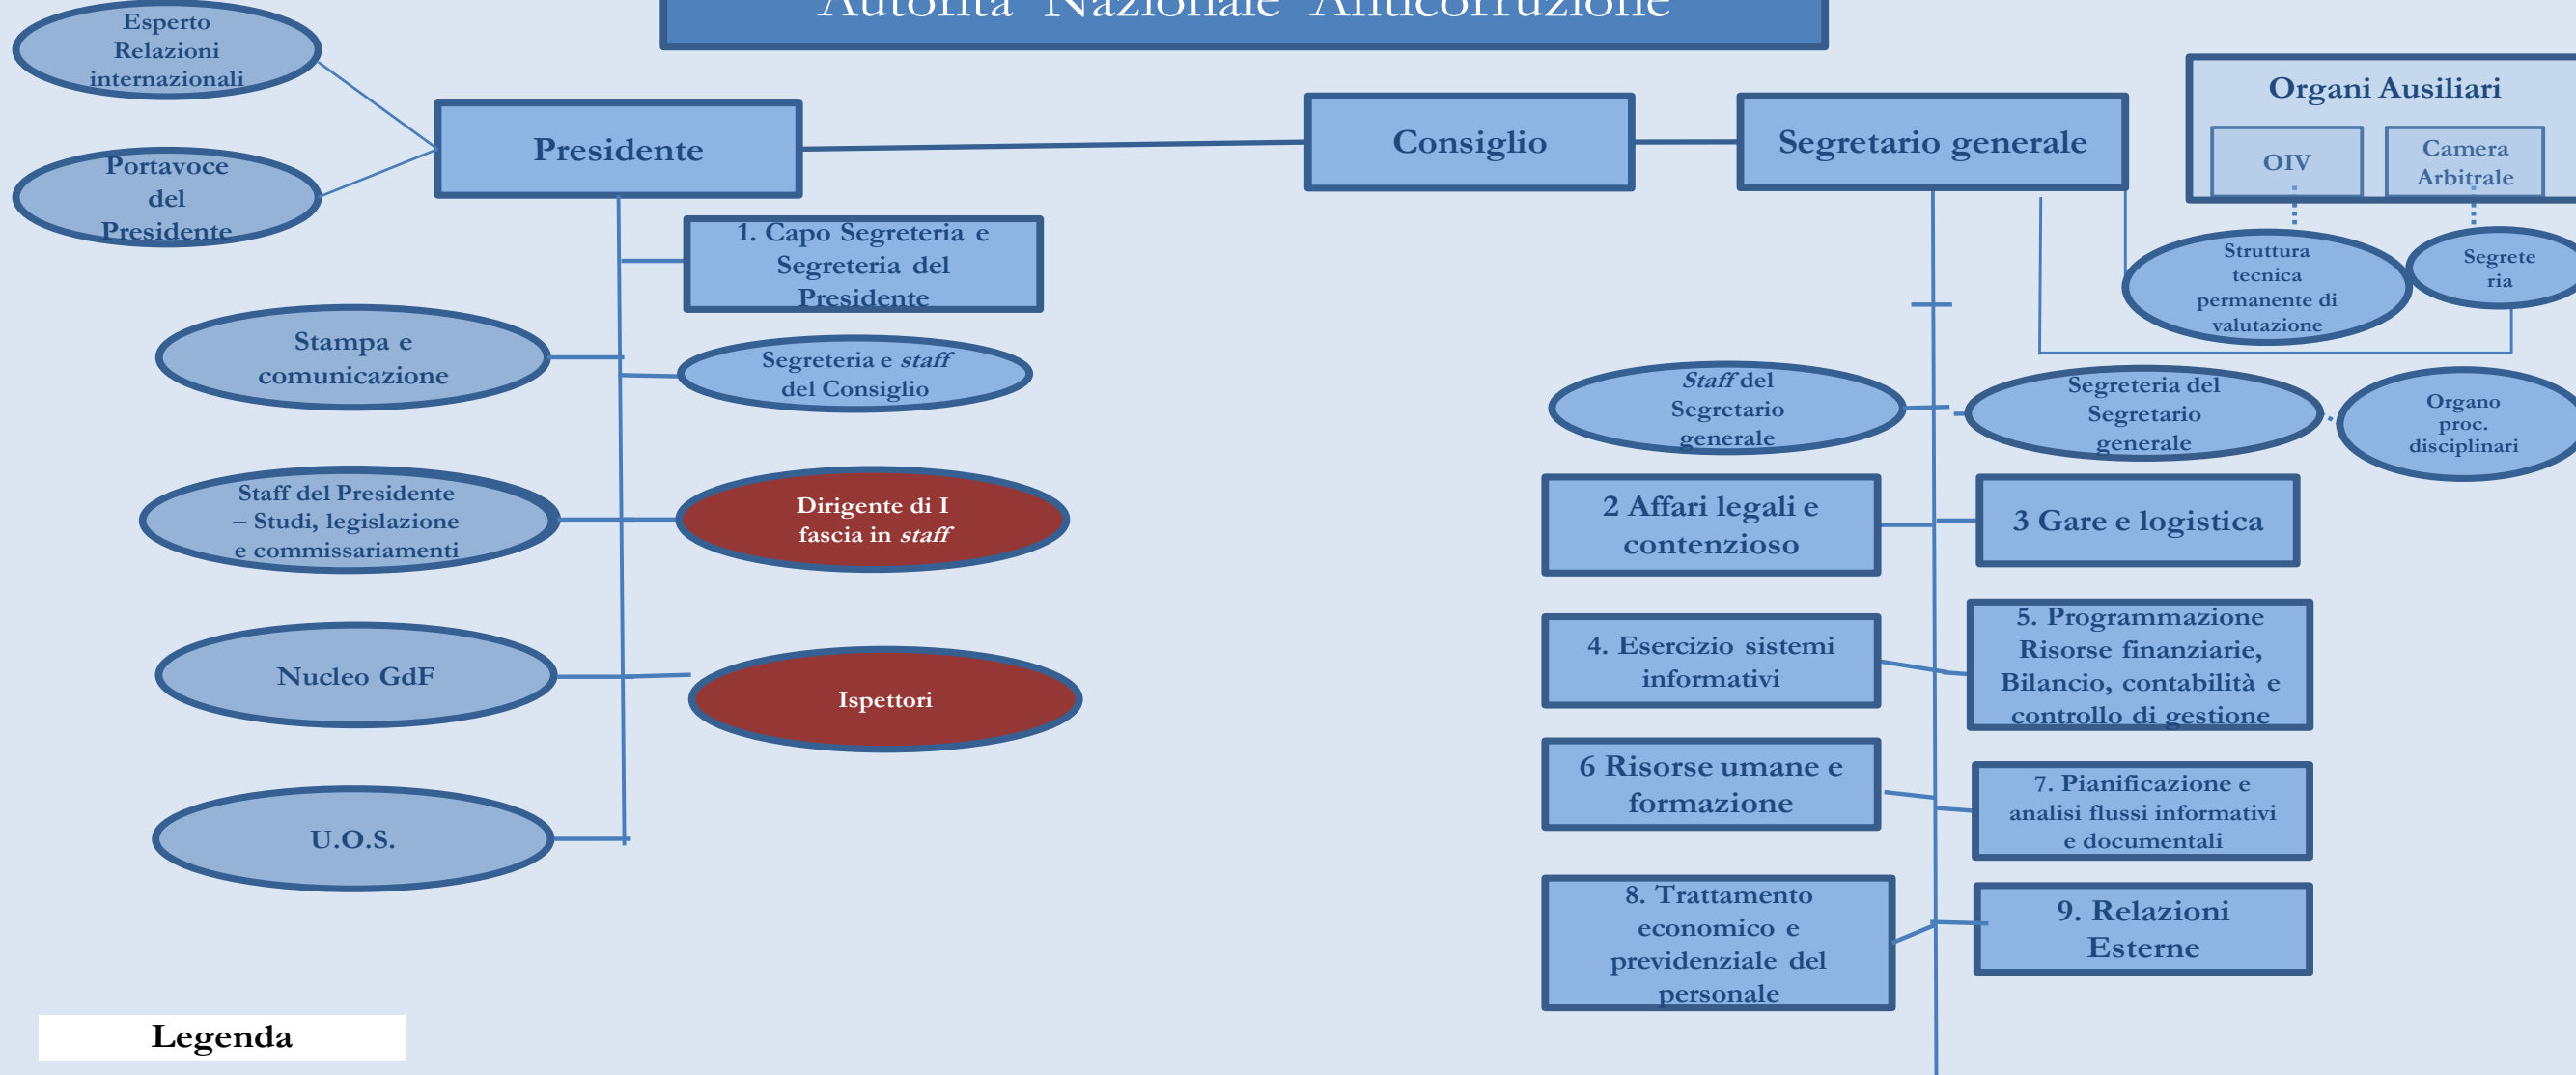 Autorità Nazionale Anticorruzione
Esperto
Relazioni
internazionali
Portavoce
del
Presidente
Presidente
Consiglio
Segretario generale
Organi Ausiliari
OIV
Camera
Arbitrale
Struttura
tecnica
permanente di
valutazione
Segrete
ria
1. Capo Segreteria e
Segreteria del
Presidente
Stampa e
comunicazione
Segreteria e staff
del Consiglio
Staff del Presidente
– Studi, legislazione
e commissariamenti
Dirigente di I
fascia in staff
Nucleo GdF
Ispettori
U.O.S.
Staff del
Segretario
generale
Segreteria del
Segretario
generale
Organo
proc.
disciplinari
2 Affari legali e
contenzioso
3 Gare e logistica
4. Esercizio sistemi
informativi
5. Programmazione
Risorse finanziarie,
Bilancio, contabilità e
controllo di gestione
6 Risorse umane e
formazione
7. Pianificazione e
analisi flussi informativi
e documentali
8. Trattamento
economico e
previdenziale del
personale
9. Relazioni
Esterne
Legenda